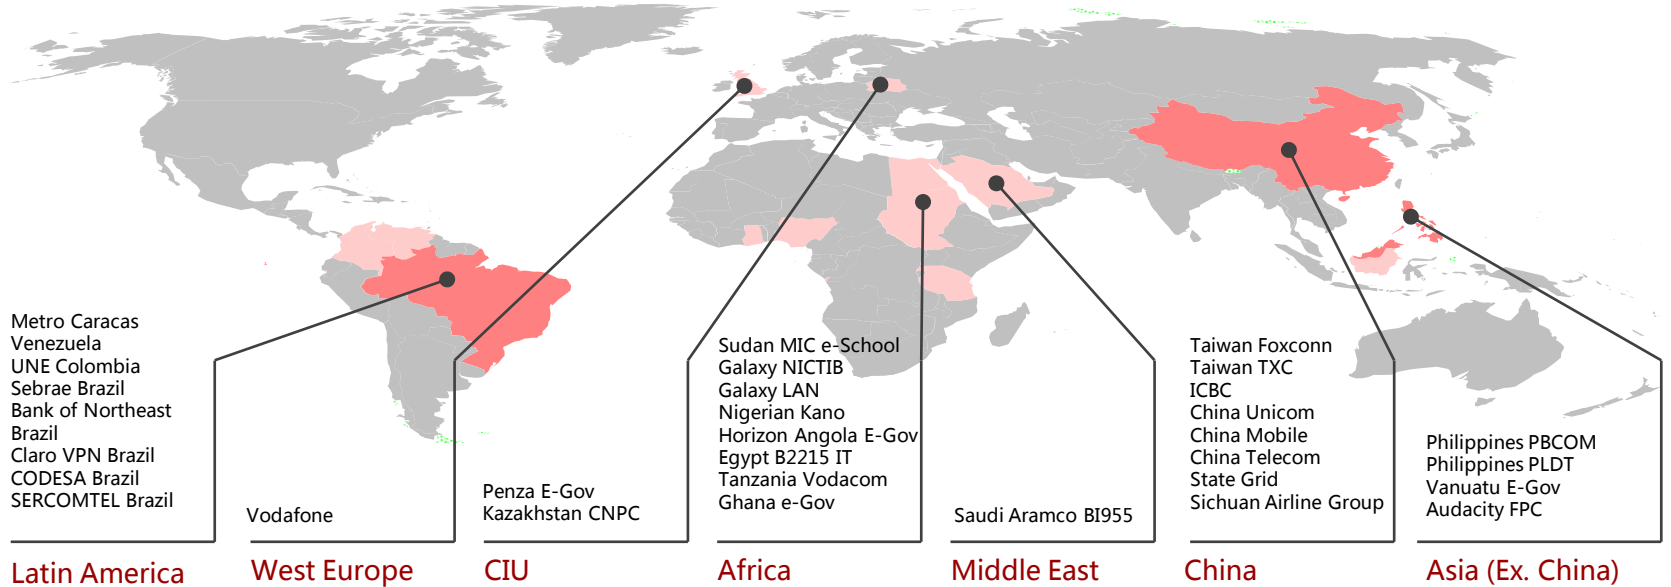 Metro Caracas
Venezuela
UNE Colombia
Sebrae Brazil
Bank of Northeast
Brazil
Claro VPN Brazil
CODESA Brazil
SERCOMTEL Brazil
Latin America
Vodafone
West Europe
Penza E-Gov
Kazakhstan CNPC
CIU
Sudan MIC e-School
Galaxy NICTIB
Galaxy LAN
Nigerian Kano
Horizon Angola E-Gov
Egypt B2215 IT
Tanzania Vodacom
Ghana e-Gov
Africa
Saudi Aramco BI955
Middle East
Taiwan Foxconn
Taiwan TXC
ICBC
China Unicom
China Mobile
China Telecom
State Grid
Sichuan Airline Group
China
Philippines PBCOM
Philippines PLDT
Vanuatu E-Gov
Audacity FPC
Asia (Ex. China)